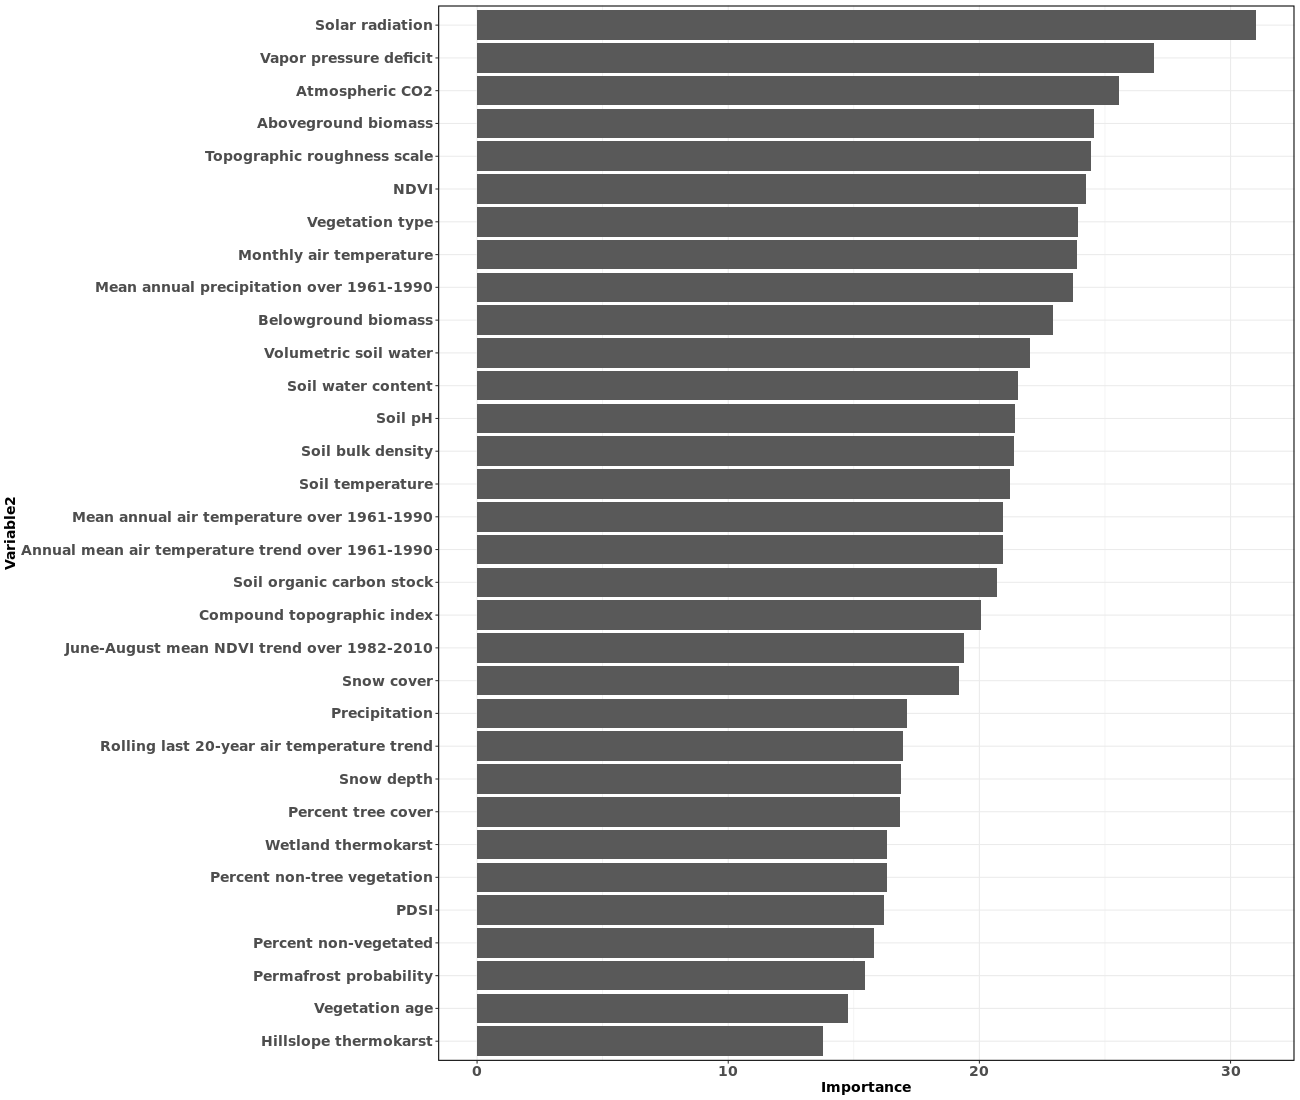 Solar radiation
Vapor pressure deficit
Atmospheric CO2
Aboveground biomass
Topographic roughness scale
NDVI
Vegetation type
Monthly air temperature
Mean annual precipitation over 1961-1990
Belowground biomass
Volumetric soil water
Soil water content
Soil pH
Soil bulk density
Soil temperature
Mean annual air temperature over 1961-1990
Annual mean air temperature trend over 1961-1990
Soil organic carbon stock
Compound topographic index
June-August mean NDVI trend over 1982-2010
Snow cover
Precipitation
Rolling last 20-year air temperature trend
Snow depth
Percent tree cover
Wetland thermokarst
Percent non-tree vegetation
PDSI
Percent non-vegetated
Permafrost probability
Vegetation age
Hillslope thermokarst
Variable2
0 10 20 30
Importance